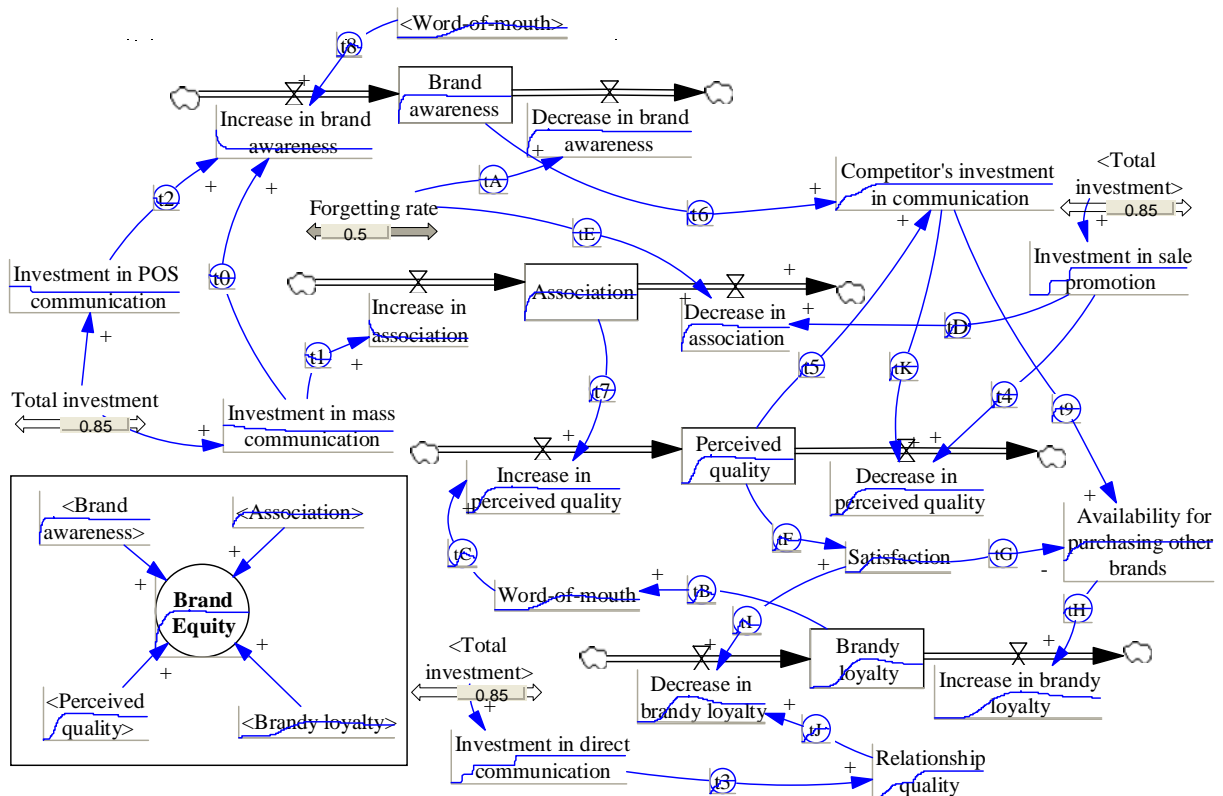 <Word-of-mouth>
t8
+
Brand
awareness
Increase in brand
awareness
Decrease in brand
awareness
+
+
+
t2
tA
+
Competitor's investment
in communication
<Total
investment>
0.85
+
t6
Forgetting rate
0.5
tE
+
Investment in POS
communication
t0
Investment in sale
promotion
+
Association
+
+
+
Increase in
association
Decrease in
association
tD
+
t1
+
t5
tK
t7
t4
t9
Total investment
0.85
+
Investment in mass
communication
+
Perceived
quality
+
+
Increase in
perceived quality
+
Decrease in
perceived quality
+
Availability for
purchasing other
brands
-
<Brand
awareness>
<Association>
+
+
Brand
Equity
+
+
<Perceived
quality>
<Brandy loyalty>
tC
tF
Satisfaction
+
tG
Word-of-mouth
+
tB
tI
tH
<Total
investment>
0.85
+
+
Brandy
loyalty
+
Decrease in
brandy loyalty
+
Increase in brandy
loyalty
tJ
Investment in direct
communication
t3
+
Relationship
quality